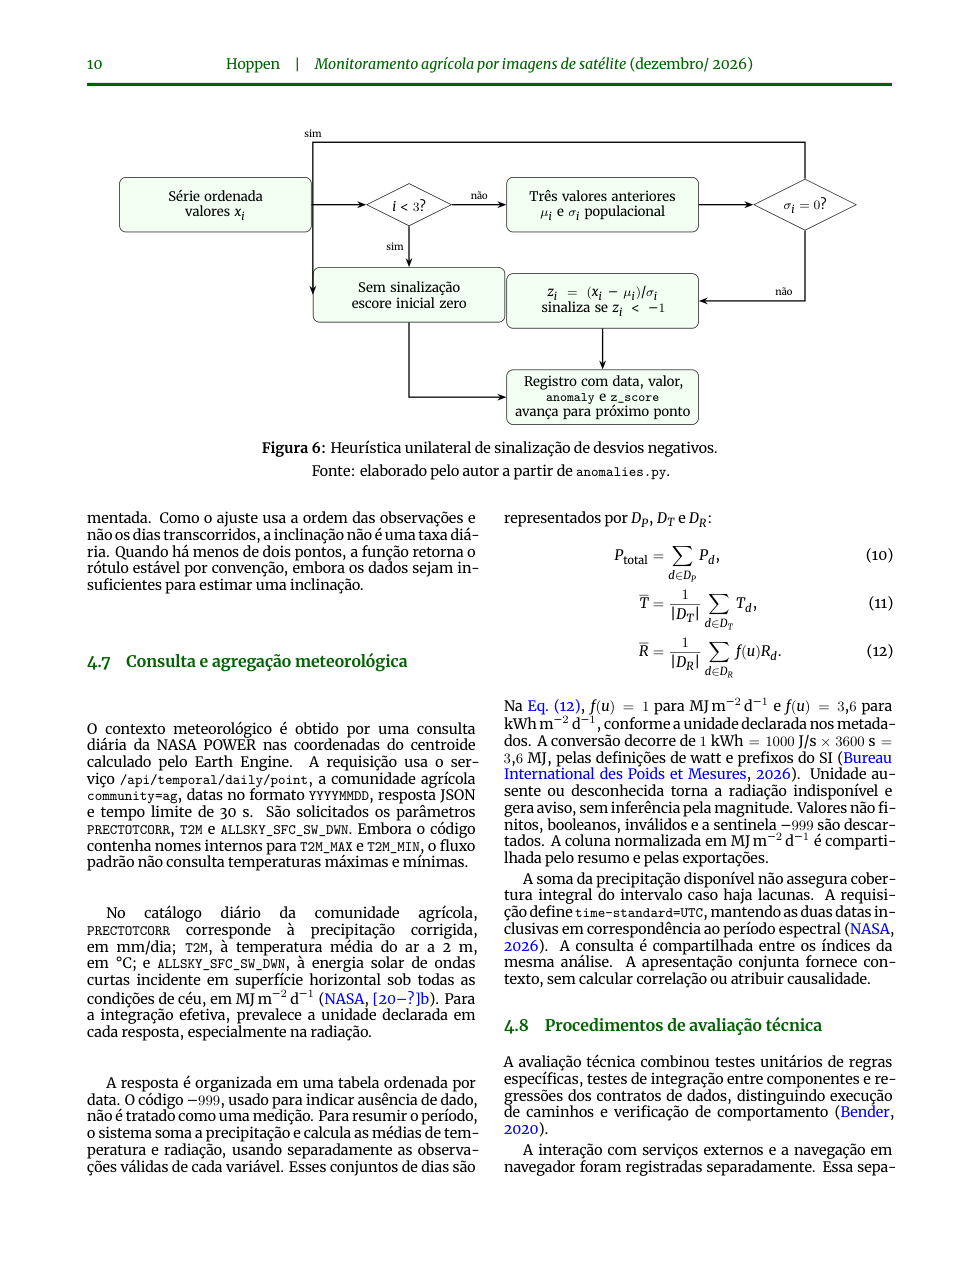 10 Hoppen | Monitoramento agrícola por imagens de satélite (dezembro/ 2026)
sim
Série ordenada
valores xᵢ
i < 3?
não
Três valores anteriores
μᵢ e σᵢ populacional
σᵢ = 0?
sim
Sem sinalização
escore inicial zero
zᵢ = (xᵢ − μᵢ)/σᵢ
sinaliza se zᵢ < −1
não
Registro com data, valor,
anomaly e z_score
avança para próximo ponto
Figura 6: Heurística unilateral de sinalização de desvios negativos.
Fonte: elaborado pelo autor a partir de anomalies.py.
mentada. Como o ajuste usa a ordem das observações e
não os dias transcorridos, a inclinação não é uma taxa diá-
ria. Quando há menos de dois pontos, a função retorna o
rótulo estável por convenção, embora os dados sejam in-
suficientes para estimar uma inclinação.
4.7 Consulta e agregação meteorológica
O contexto meteorológico é obtido por uma consulta
diária da NASA POWER nas coordenadas do centroide
calculado pelo Earth Engine. A requisição usa o ser-
viço /api/temporal/daily/point, a comunidade agrícola
community=ag, datas no formato YYYYMMDD, resposta JSON
e tempo limite de 30 s. São solicitados os parâmetros
PRECTOTCORR, T2M e ALLSKY_SFC_SW_DWN. Embora o código
contenha nomes internos para T2M_MAX e T2M_MIN, o fluxo
padrão não consulta temperaturas máximas e mínimas.
No catálogo diário da comunidade agrícola,
PRECTOTCORR corresponde à precipitação corrigida,
em mm/dia; T2M, à temperatura média do ar a 2 m,
em °C; e ALLSKY_SFC_SW_DWN, à energia solar de ondas
curtas incidente em superfície horizontal sob todas as
condições de céu, em MJ m⁻² d⁻¹ (NASA, [20–?]b). Para
a integração efetiva, prevalece a unidade declarada em
cada resposta, especialmente na radiação.
A resposta é organizada em uma tabela ordenada por
data. O código −999, usado para indicar ausência de dado,
não é tratado como uma medição. Para resumir o período,
o sistema soma a precipitação e calcula as médias de tem-
peratura e radiação, usando separadamente as observa-
ções válidas de cada variável. Esses conjuntos de dias são
representados por D_P, D_T e D_R:
P_total = ∑_{d∈D_P} P_d, (10)
T̅ = 1/|D_T| ∑_{d∈D_T} T_d, (11)
R̅ = 1/|D_R| ∑_{d∈D_R} f(u)R_d. (12)
Na Eq. (12), f(u) = 1 para MJ m⁻² d⁻¹ e f(u) = 3,6 para
kWh m⁻² d⁻¹, conforme a unidade declarada nos metada-
dos. A conversão decorre de 1 kWh = 1000 J/s × 3600 s =
3,6 MJ, pelas definições de watt e prefixos do SI (Bureau
International des Poids et Mesures, 2026). Unidade au-
sente ou desconhecida torna a radiação indisponível e
gera aviso, sem inferência pela magnitude. Valores não fi-
nitos, booleanos, inválidos e a sentinela −999 são descar-
tados. A coluna normalizada em MJ m⁻² d⁻¹ é comparti-
lhada pelo resumo e pelas exportações.
A soma da precipitação disponível não assegura cober-
tura integral do intervalo caso haja lacunas. A requisi-
ção define time-standard=UTC, mantendo as duas datas in-
clusivas em correspondência ao período espectral (NASA,
2026). A consulta é compartilhada entre os índices da
mesma análise. A apresentação conjunta fornece con-
texto, sem calcular correlação ou atribuir causalidade.
4.8 Procedimentos de avaliação técnica
A avaliação técnica combinou testes unitários de regras
específicas, testes de integração entre componentes e re-
gressões dos contratos de dados, distinguindo execução
de caminhos e verificação de comportamento (Bender,
2020).
A interação com serviços externos e a navegação em
navegador foram registradas separadamente. Essa sepa-